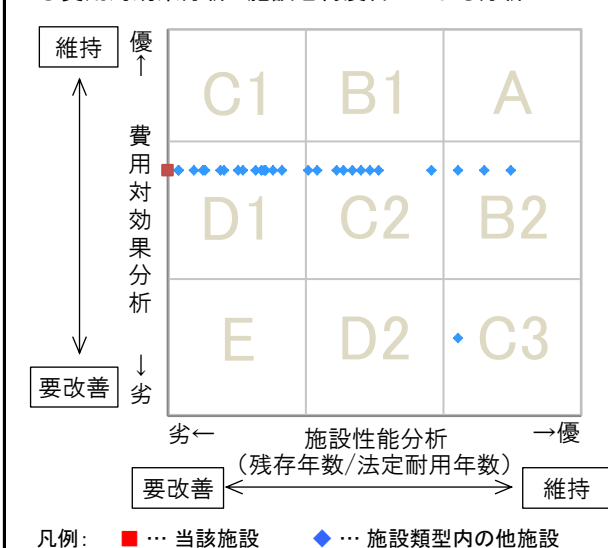 維持
優
↑
費用対効果分析
↓
劣
要改善
C1 B1 A
D1 C2 B2
E D2 C3
劣← 施設性能分析 →優
(残存年数/法定耐用年数)
要改善 維持
凡例: ■ … 当該施設 ◆ … 施設類型内の他施設